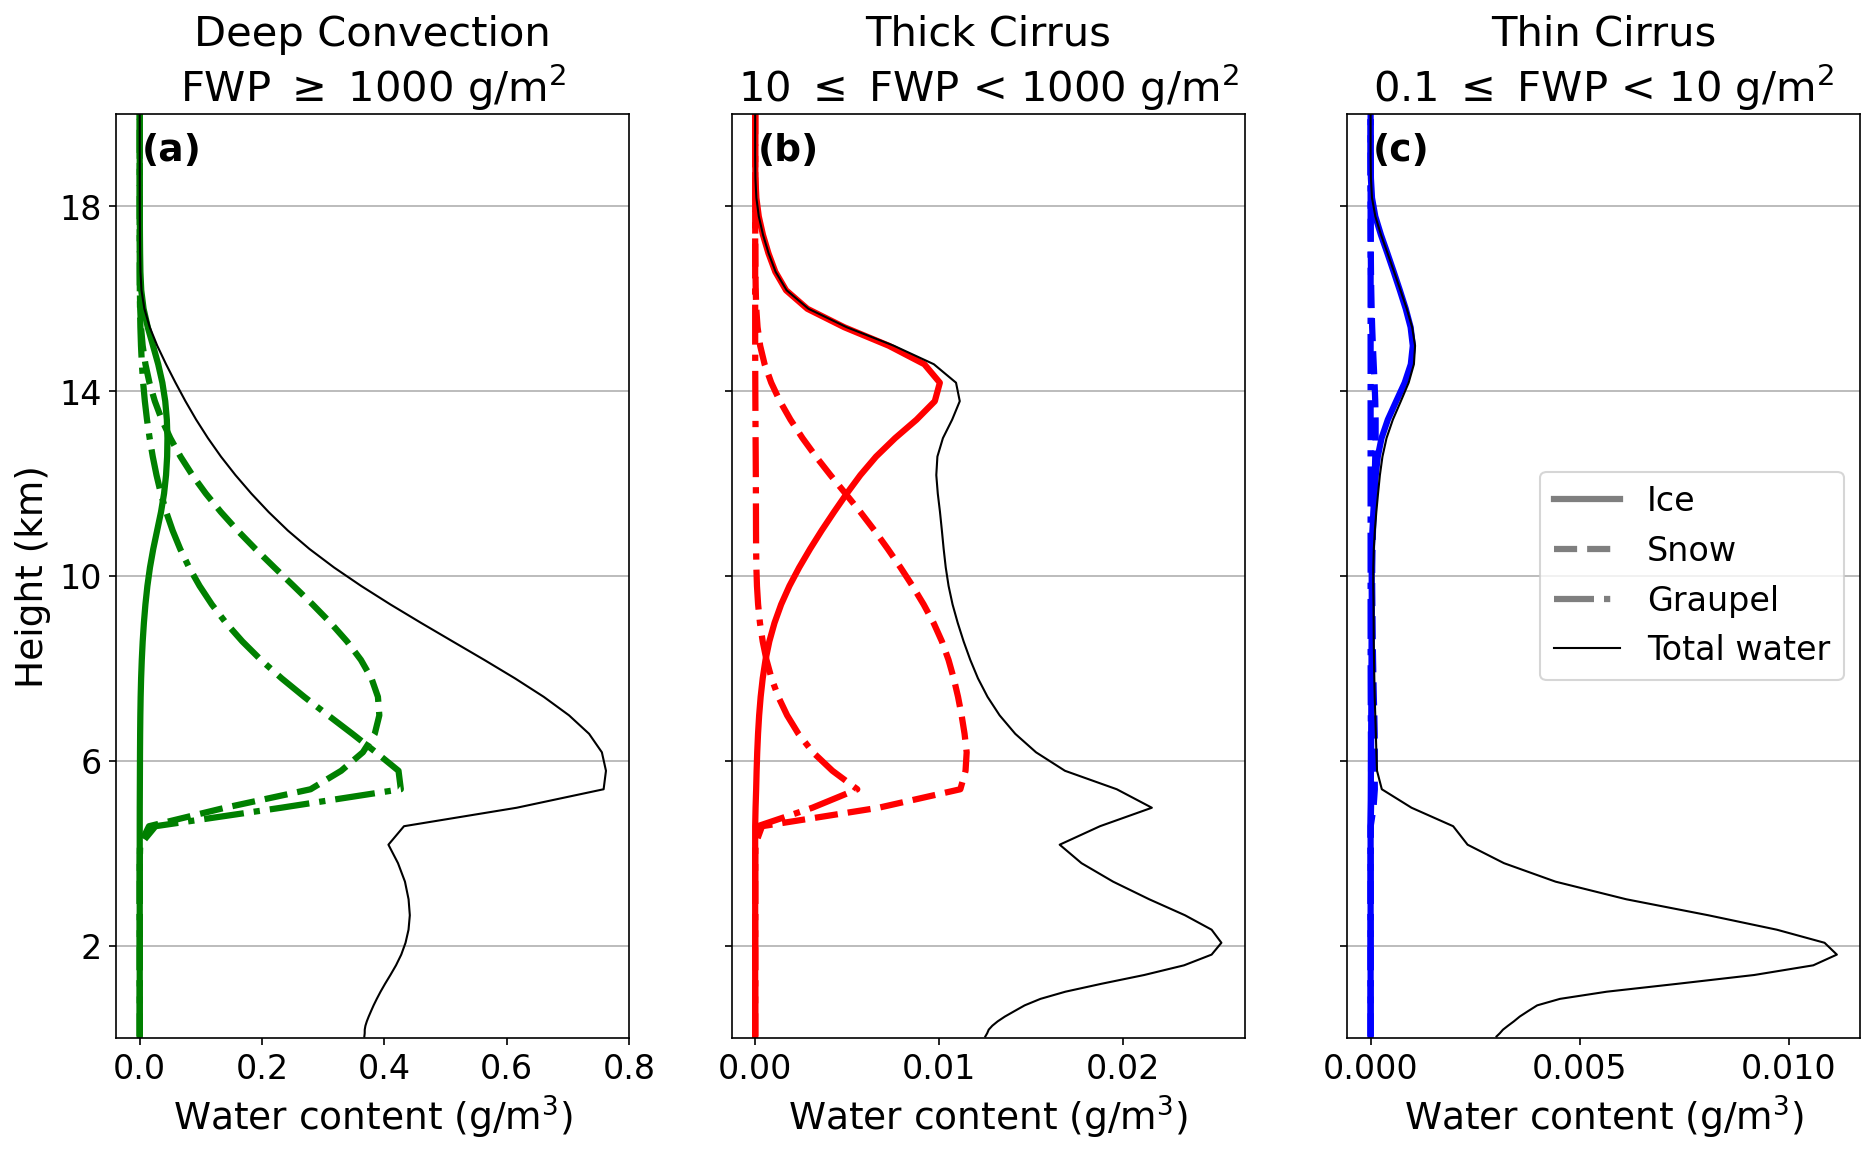 Deep Convection
FWP ≥ 1000 g/m²
Thick Cirrus
10 ≤ FWP < 1000 g/m²
Thin Cirrus
0.1 ≤ FWP < 10 g/m²
(a)
(b)
(c)
Height (km)
18
14
10
6
2
Ice
Snow
Graupel
Total water
0.0 0.2 0.4 0.6 0.8
0.00 0.01 0.02
0.000 0.005 0.010
Water content (g/m³)
Water content (g/m³)
Water content (g/m³)